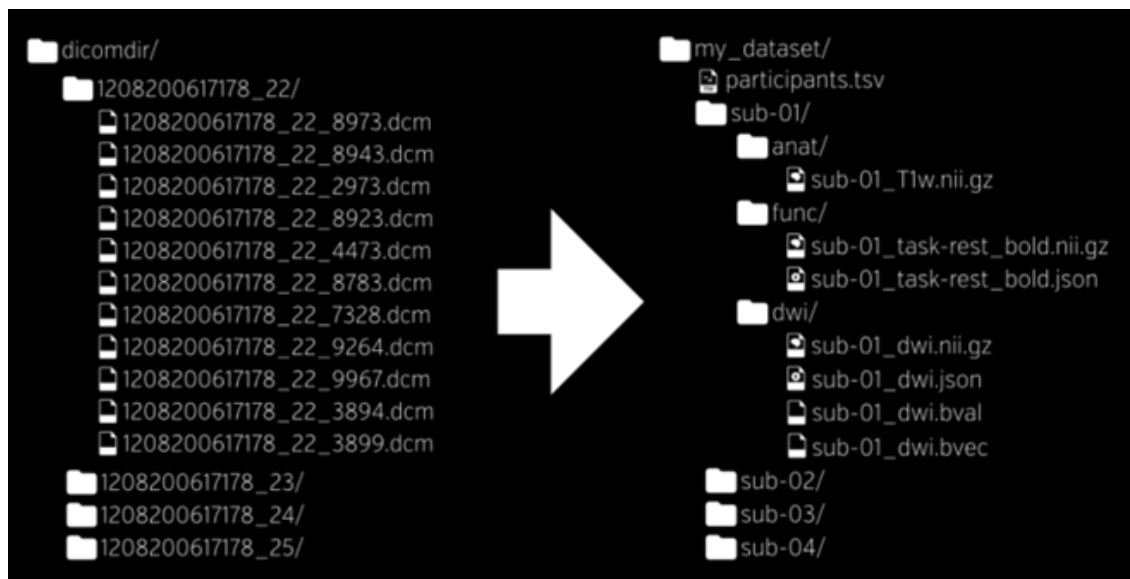 dicomdir/
1208200617178_22/
1208200617178_22_8973.dcm
1208200617178_22_8943.dcm
1208200617178_22_2973.dcm
1208200617178_22_8923.dcm
1208200617178_22_4473.dcm
1208200617178_22_8783.dcm
1208200617178_22_7328.dcm
1208200617178_22_9264.dcm
1208200617178_22_9967.dcm
1208200617178_22_3894.dcm
1208200617178_22_3899.dcm
1208200617178_23/
1208200617178_24/
1208200617178_25/
my_dataset/
participants.tsv
sub-01/
anat/
sub-01_T1w.nii.gz
func/
sub-01_task-rest_bold.nii.gz
sub-01_task-rest_bold.json
dwi/
sub-01_dwi.nii.gz
sub-01_dwi.json
sub-01_dwi.bval
sub-01_dwi.bvec
sub-02/
sub-03/
sub-04/